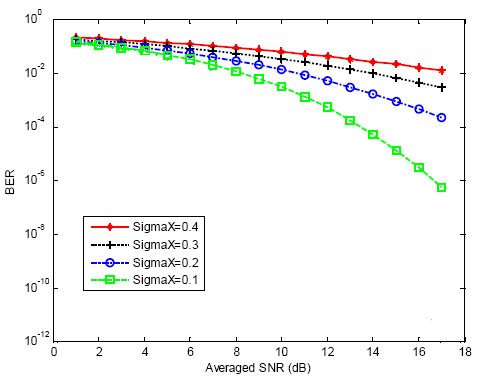 10^0
10^-2
10^-4
10^-6
10^-8
10^-10
10^-12
BER
SigmaX=0.4
SigmaX=0.3
SigmaX=0.2
SigmaX=0.1
0 2 4 6 8 10 12 14 16 18
Averaged SNR (dB)